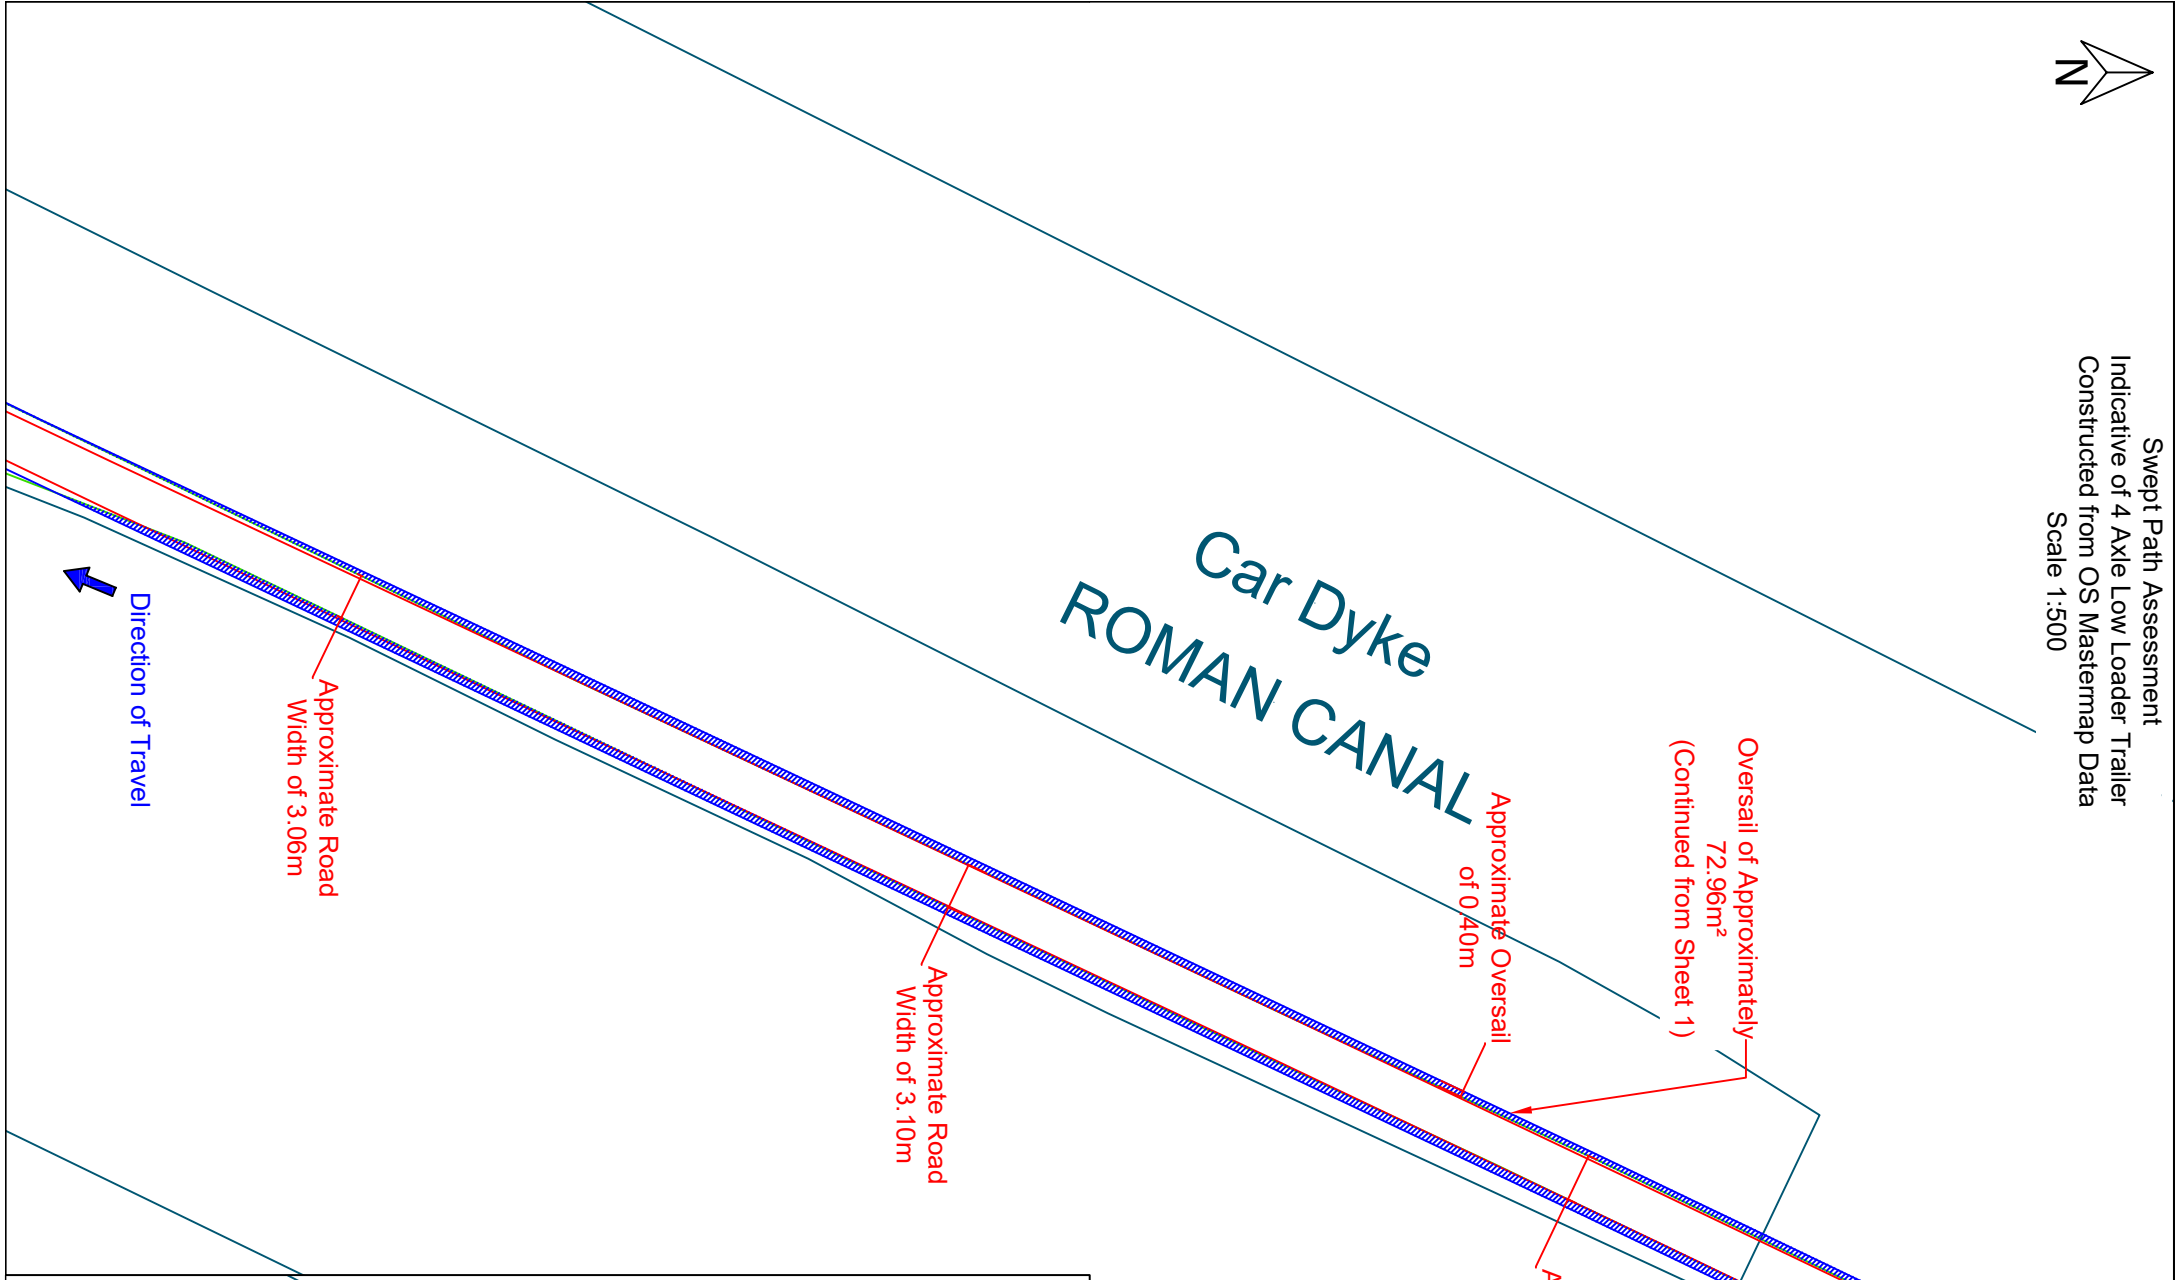 N
Swept Path Assessment
Indicative of 4 Axle Low Loader Trailer
Constructed from OS Mastermap Data
Scale 1:500
Oversail of Approximately
72.96m²
(Continued from Sheet 1)
Approximate Oversail
of 0.40m
Car Dyke
ROMAN CANAL
Approximate Road
Width of 3.10m
Approximate Road
Width of 3.06m
Direction of Travel